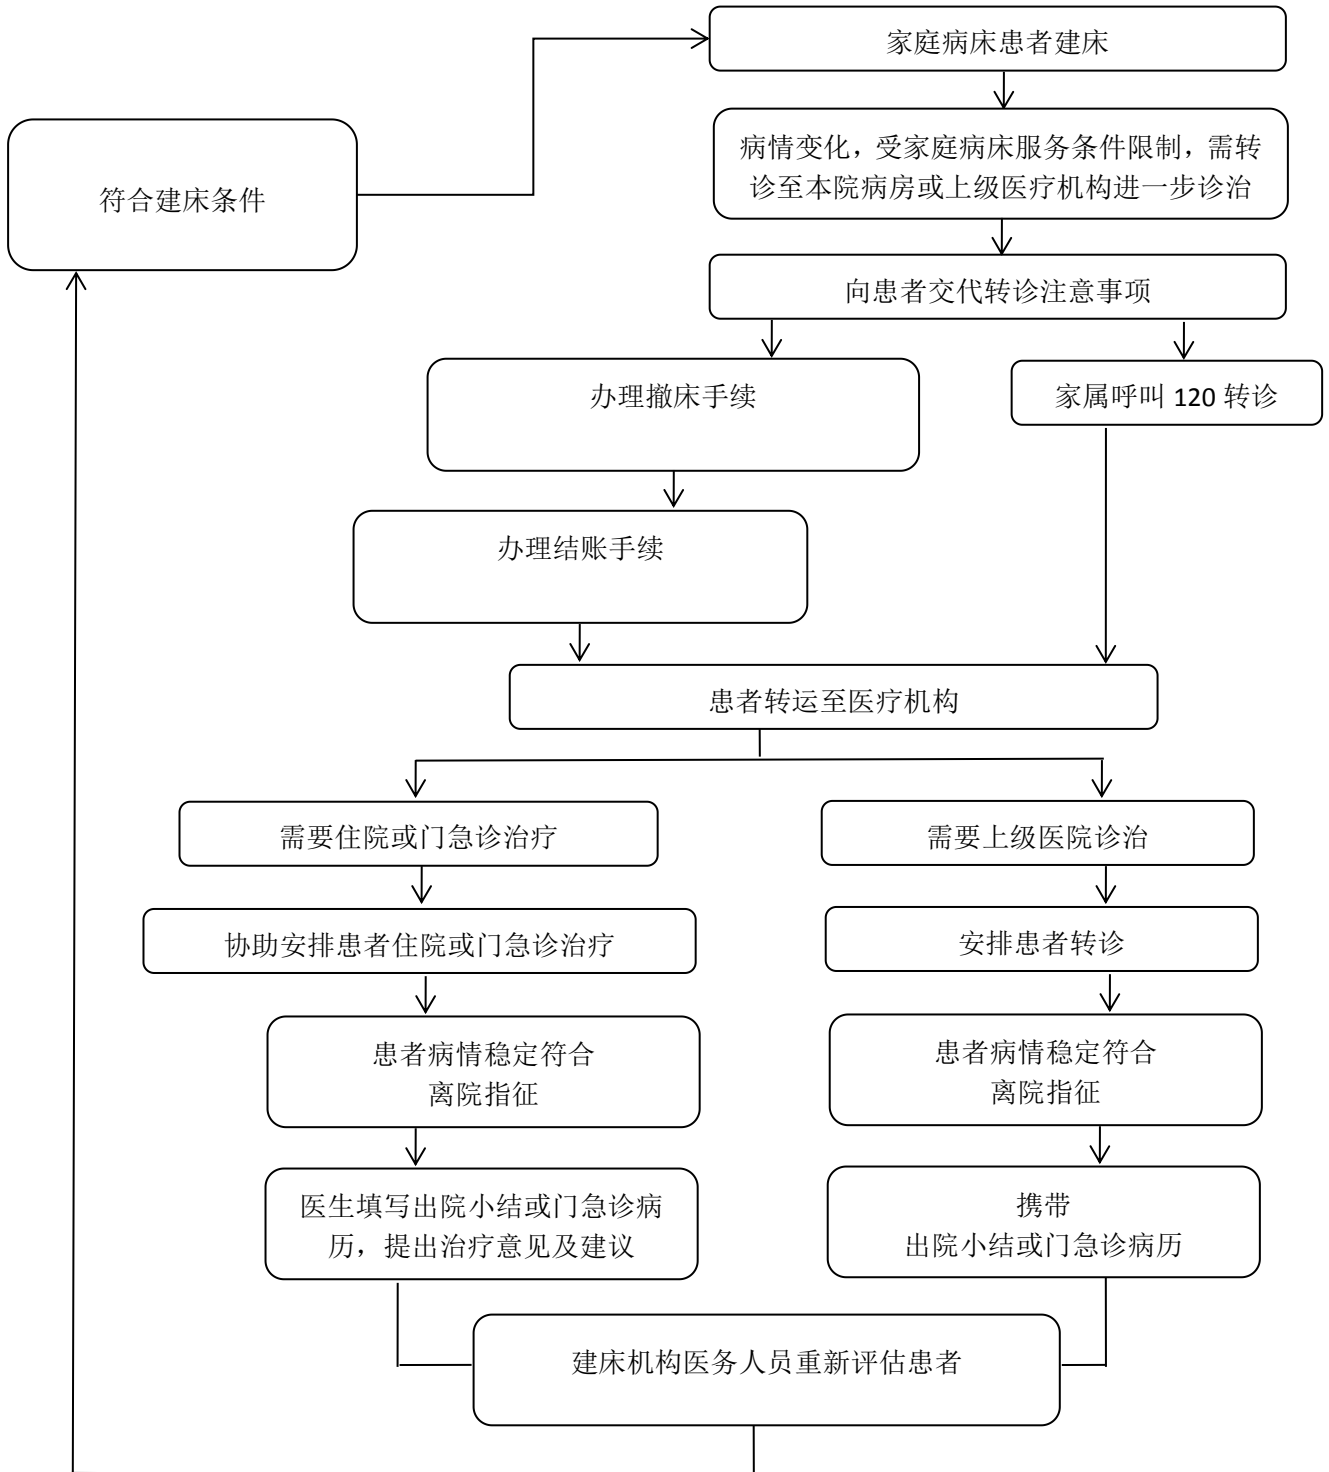 家庭病床患者建床
病情变化，受家庭病床服务条件限制，需转
诊至本院病房或上级医疗机构进一步诊治
符合建床条件
向患者交代转诊注意事项
办理撤床手续
家属呼叫 120 转诊
办理结账手续
患者转运至医疗机构
需要住院或门急诊治疗
需要上级医院诊治
协助安排患者住院或门急诊治疗
安排患者转诊
患者病情稳定符合
离院指征
患者病情稳定符合
离院指征
医生填写出院小结或门急诊病
历，提出治疗意见及建议
携带
出院小结或门急诊病历
建床机构医务人员重新评估患者